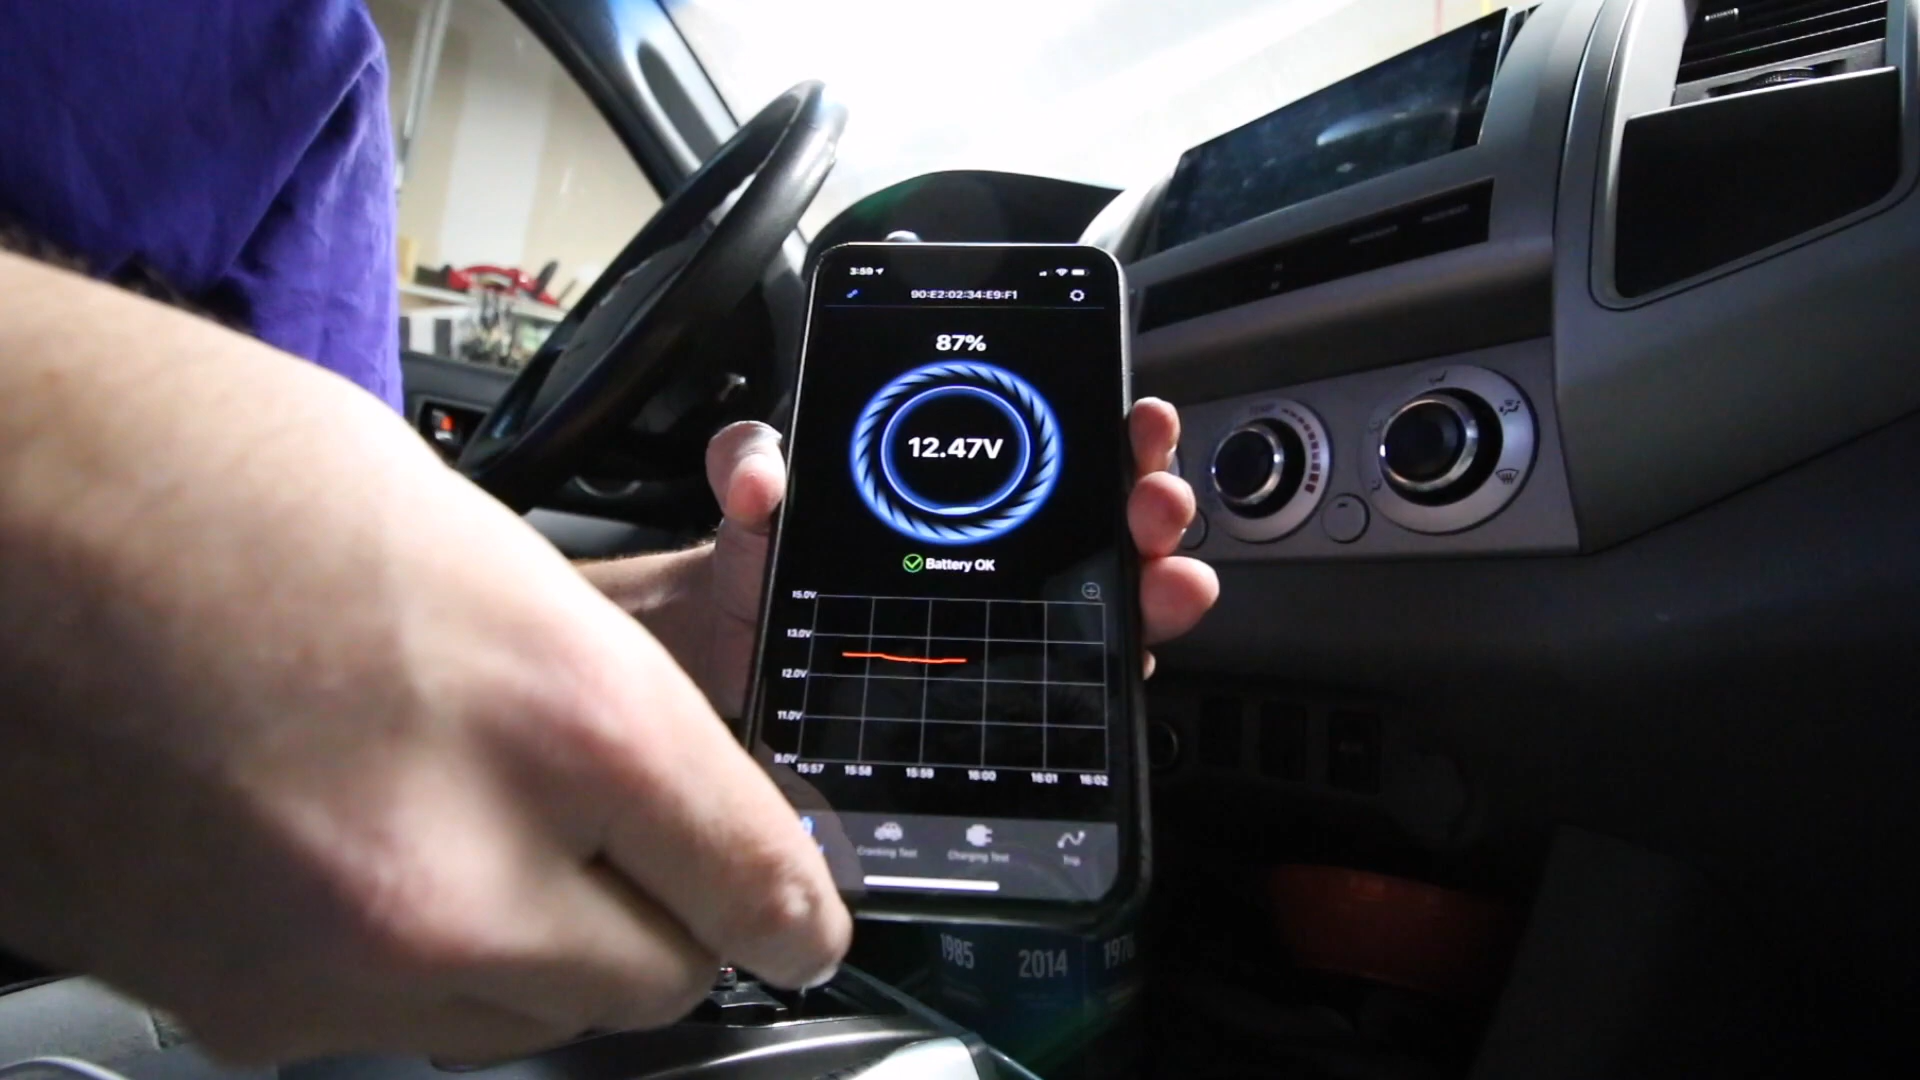 3:59
90:E2:02:34:E9:F1
87%
12.47V
Battery OK
15.0V
13.0V
12.0V
11.0V
9.0V
15:57 15:58 15:59 16:00 16:01 16:02
Cranking Test Charging Test Trip
TEMP
1985 2014